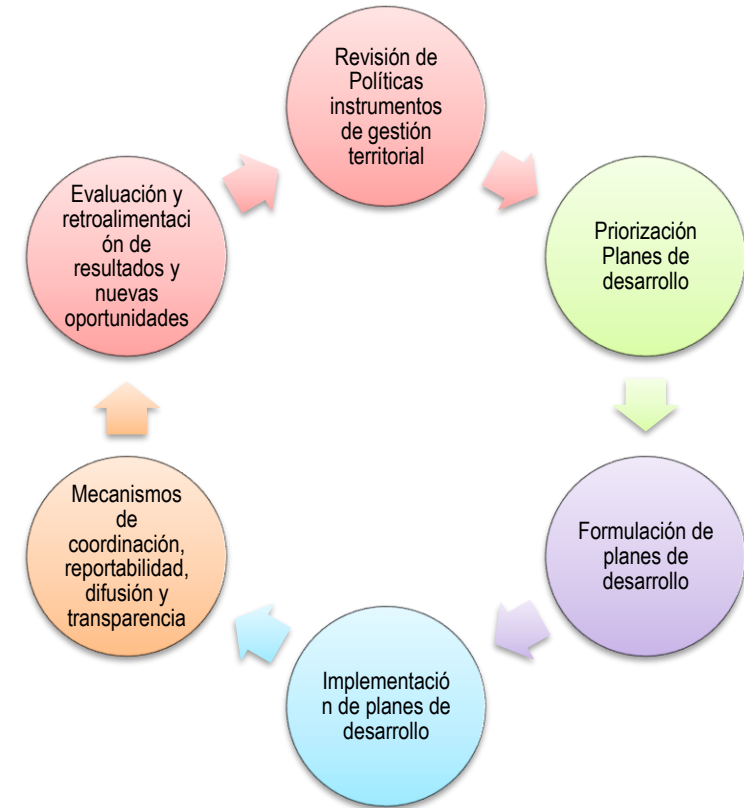 Revisión de
Políticas
instrumentos
de gestión
territorial
Priorización
Planes de
desarrollo
Formulación de
planes de
desarrollo
Implementació
n de planes de
desarrollo
Mecanismos
de
coordinación,
reportabilidad,
difusión y
transparencia
Evaluación y
retroalimentaci
ón de
resultados y
nuevas
oportunidades